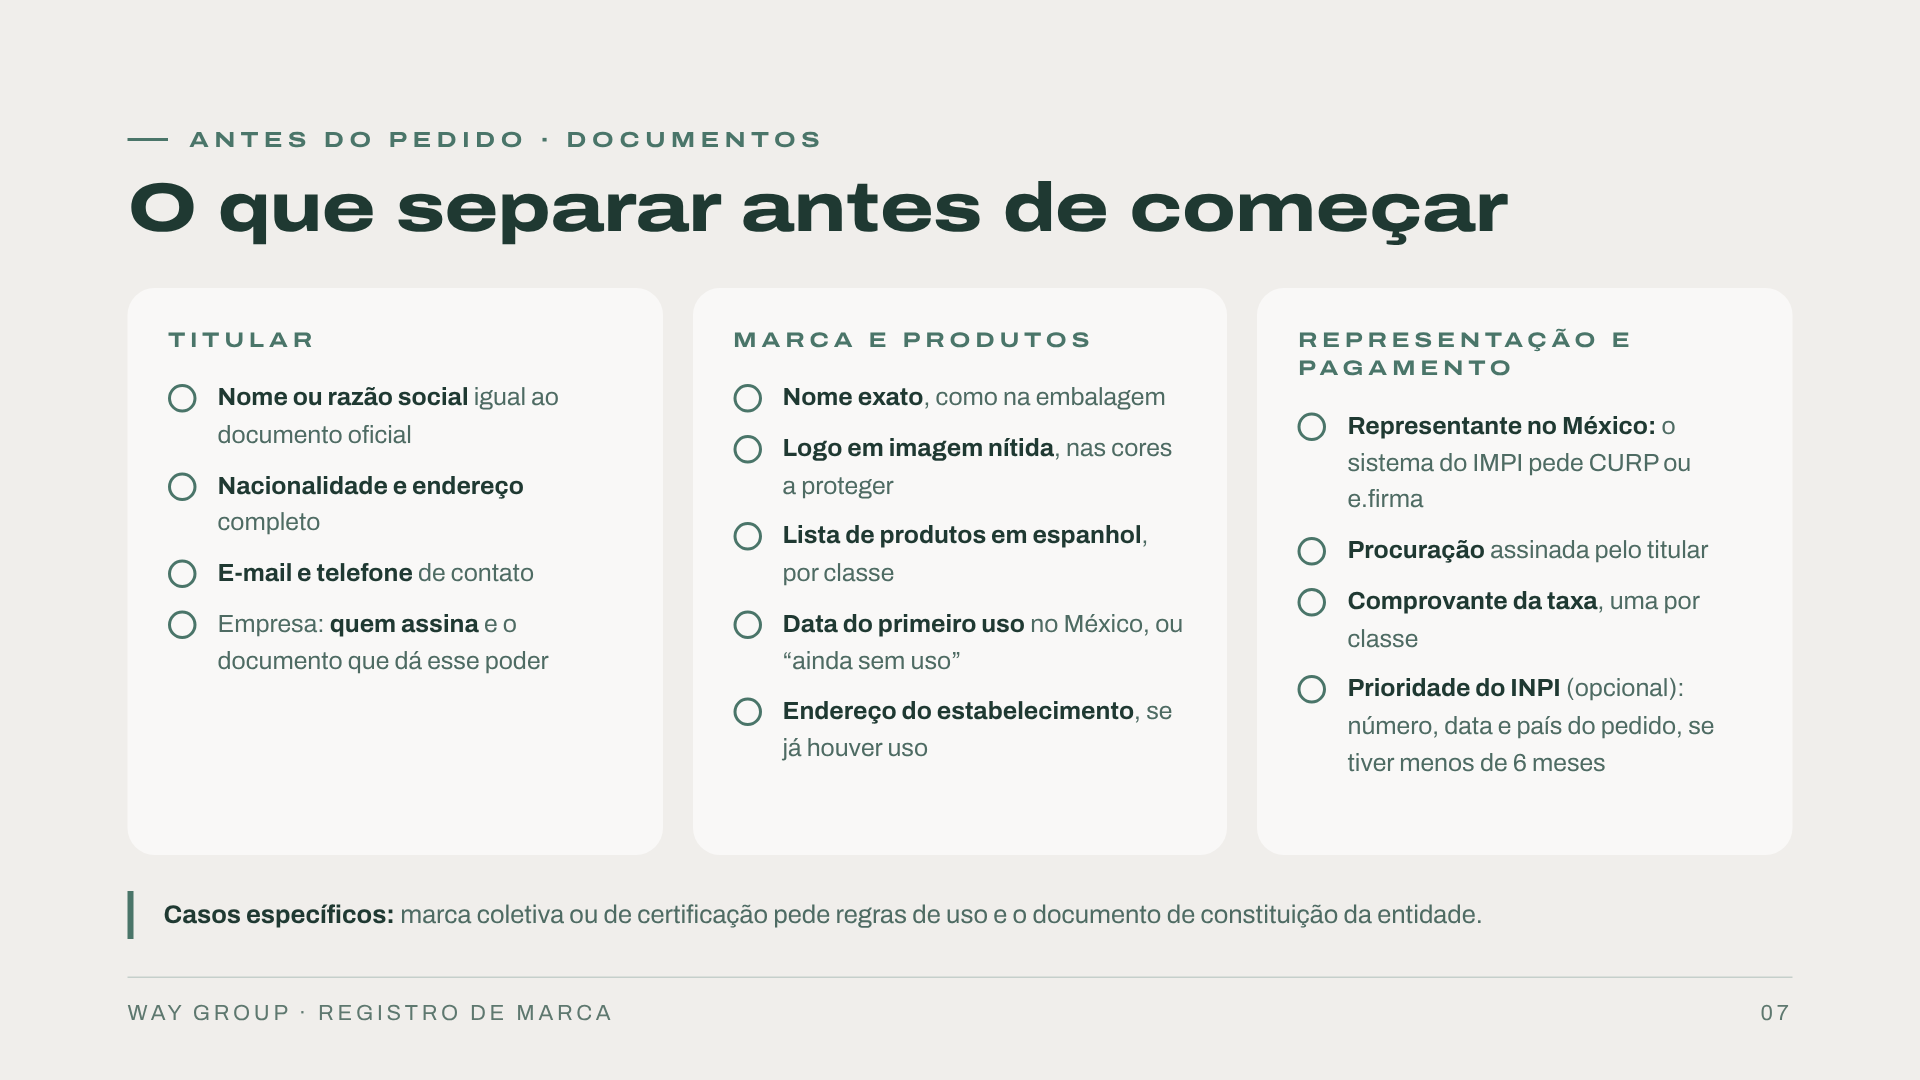 ANTES DO PEDIDO · DOCUMENTOS
O que separar antes de começar
TITULAR
Nome ou razão social igual ao
documento oficial
Nacionalidade e endereço
completo
E-mail e telefone de contato
Empresa: quem assina e o
documento que dá esse poder
MARCA E PRODUTOS
Nome exato, como na embalagem
Logo em imagem nítida, nas cores
a proteger
Lista de produtos em espanhol,
por classe
Data do primeiro uso no México, ou
“ainda sem uso”
Endereço do estabelecimento, se
já houver uso
REPRESENTAÇÃO E
PAGAMENTO
Representante no México: o
sistema do IMPI pede CURP ou
e.firma
Procuração assinada pelo titular
Comprovante da taxa, uma por
classe
Prioridade do INPI (opcional):
número, data e país do pedido, se
tiver menos de 6 meses
Casos específicos: marca coletiva ou de certificação pede regras de uso e o documento de constituição da entidade.
WAY GROUP · REGISTRO DE MARCA
07